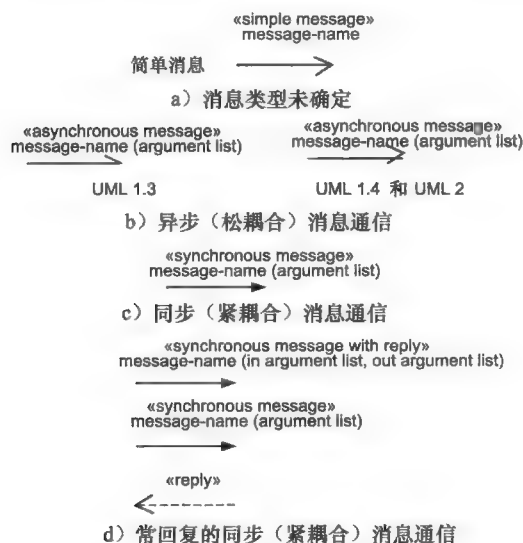 «simple message»
message-name
简单消息
a）消息类型未确定
«asynchronous message»
message-name (argument list)
«asynchronous message»
message-name (argument list)
UML 1.3
UML 1.4 和 UML 2
b）异步（松耦合）消息通信
«synchronous message»
message-name (argument list)
c）同步（紧耦合）消息通信
«synchronous message with reply»
message-name (in argument list, out argument list)
«synchronous message»
message-name (argument list)
«reply»
d）常回复的同步（紧耦合）消息通信